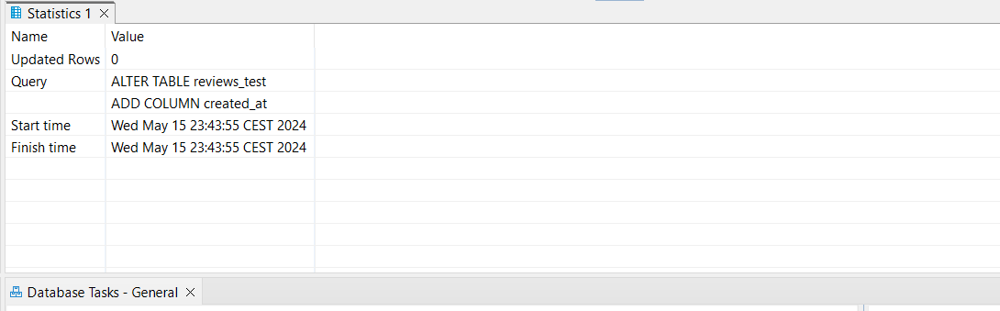 Statistics 1
Name Value
Updated Rows 0
Query ALTER TABLE reviews_test
ADD COLUMN created_at
Start time Wed May 15 23:43:55 CEST 2024
Finish time Wed May 15 23:43:55 CEST 2024
Database Tasks - General